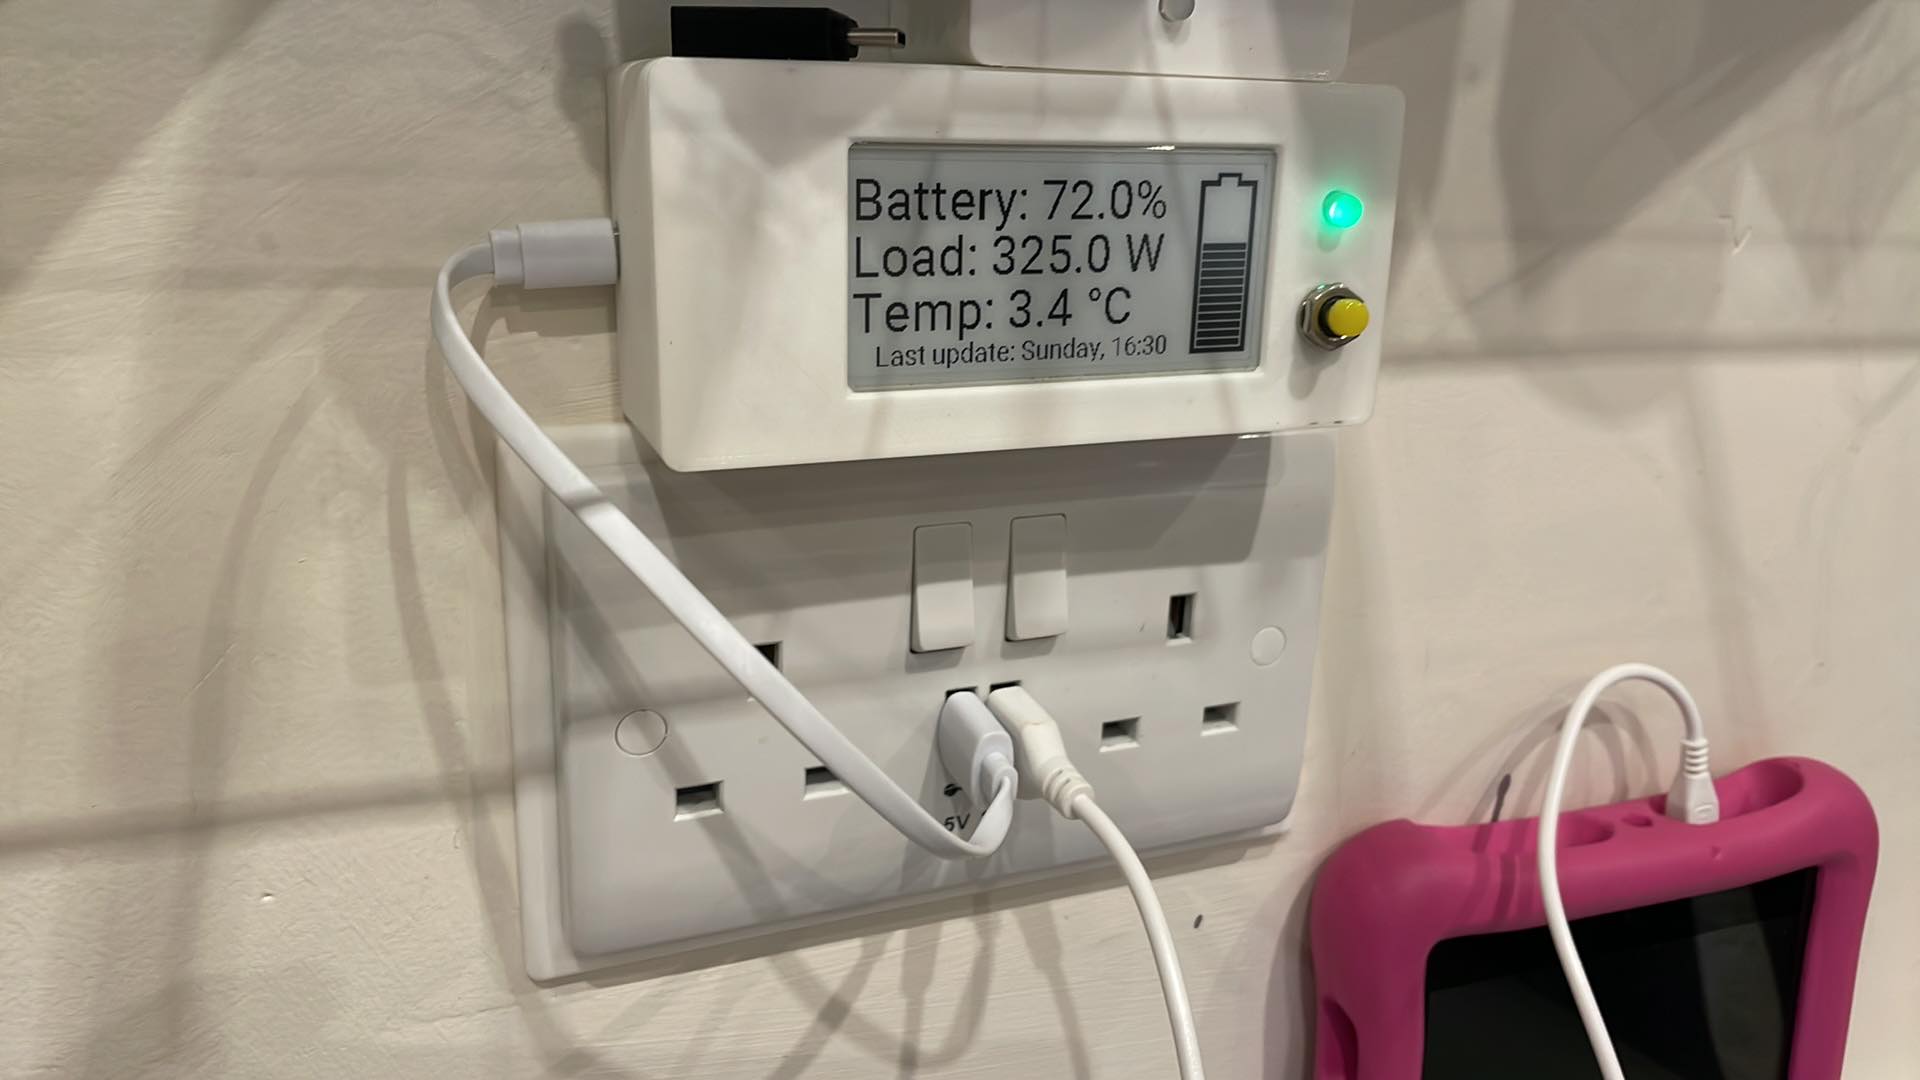 Battery: 72.0%
Load: 325.0 W
Temp: 3.4 °C
Last update: Sunday, 16:30
5V